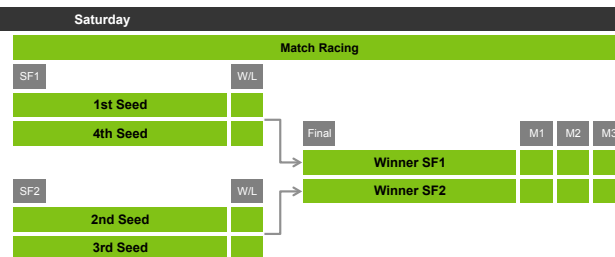 Saturday
Match Racing
SF1 W/L
1st Seed
4th Seed
Final M1 M2 M3
Winner SF1
SF2 W/L Winner SF2
2nd Seed
3rd Seed